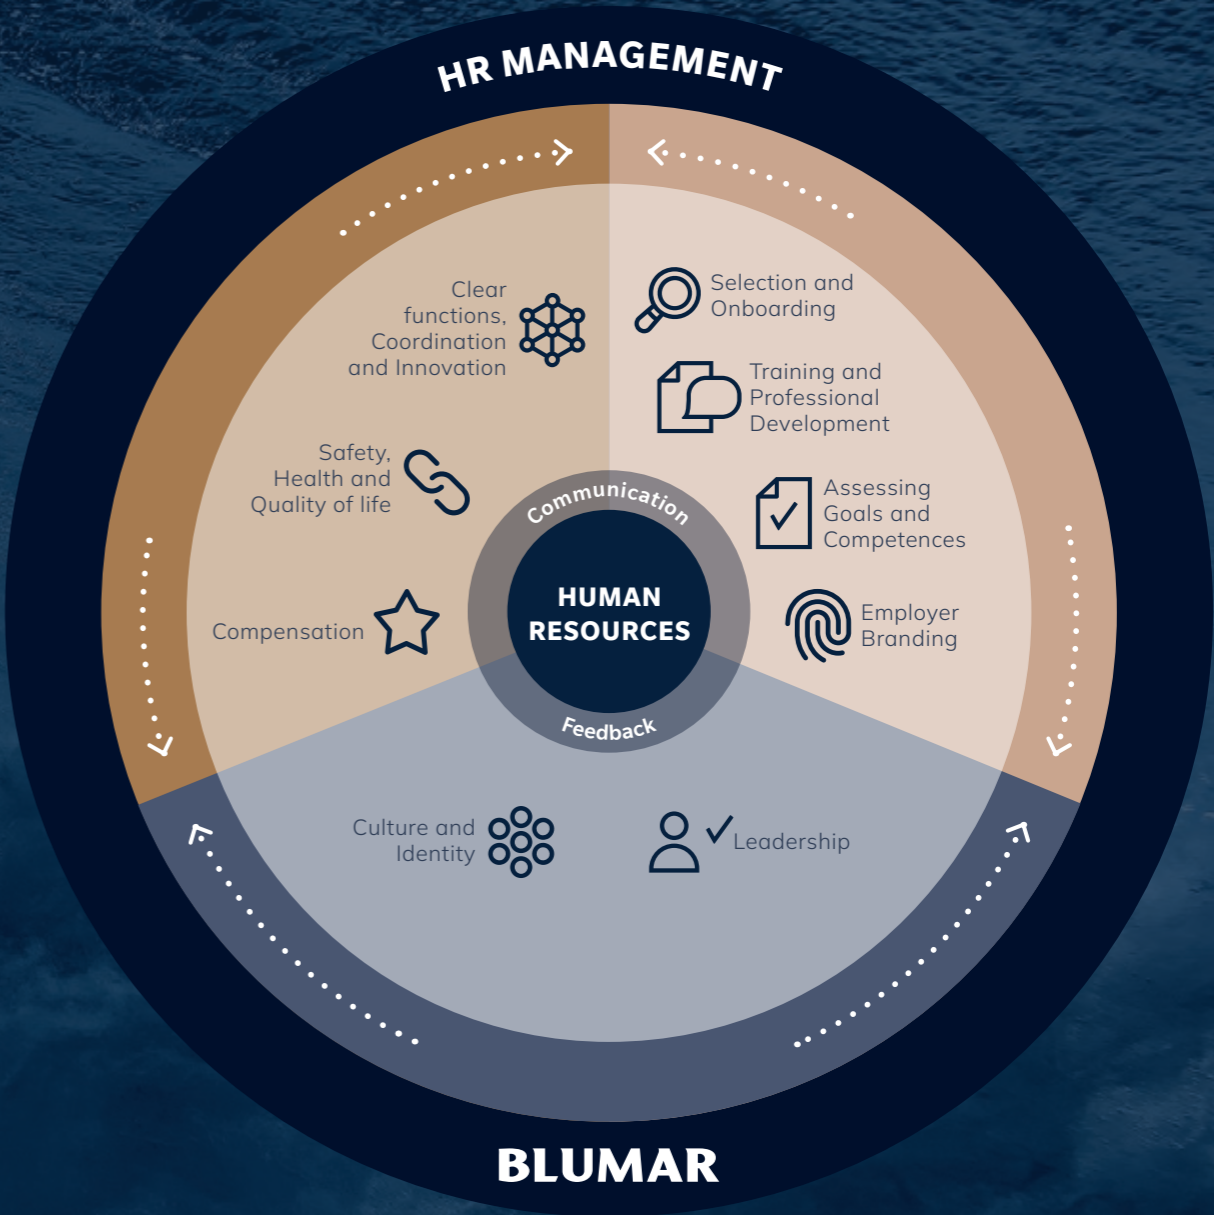 HR MANAGEMENT
Clear
functions,
Coordination
and Innovation
Safety,
Health and
Quality of life
Compensation
Selection and
Onboarding
Training and
Professional
Development
Assessing
Goals and
Competences
Employer
Branding
Communication
HUMAN
RESOURCES
Feedback
Culture and
Identity
Leadership
BLUMAR